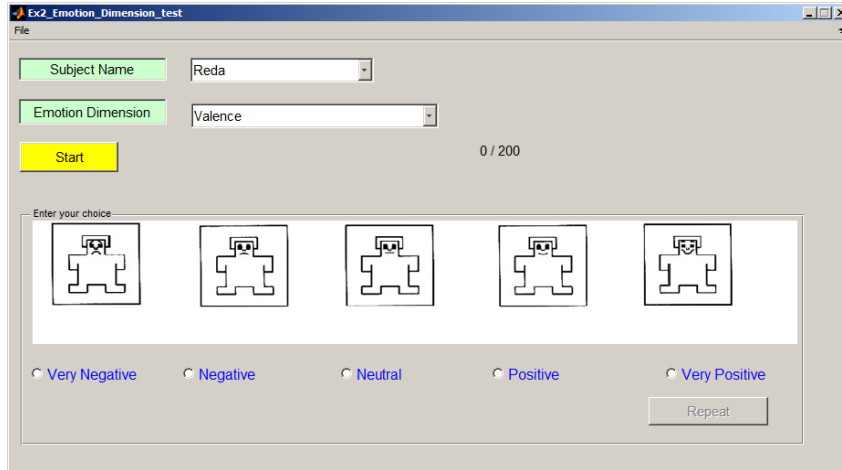 Ex2_Emotion_Dimension_test
File
Subject Name Reda
Emotion Dimension Valence
Start 0 / 200
Enter your choice
Very Negative Negative Neutral Positive Very Positive
Repeat